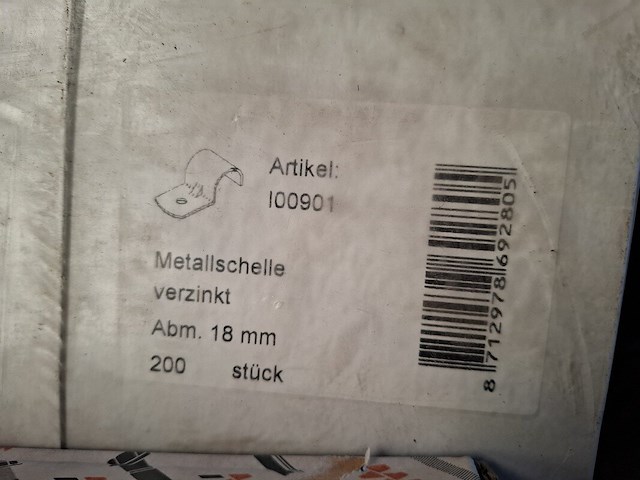 Artikel:
I00901
Metallschelle
verzinkt
Abm. 18 mm
200 stück
8 712978 692805